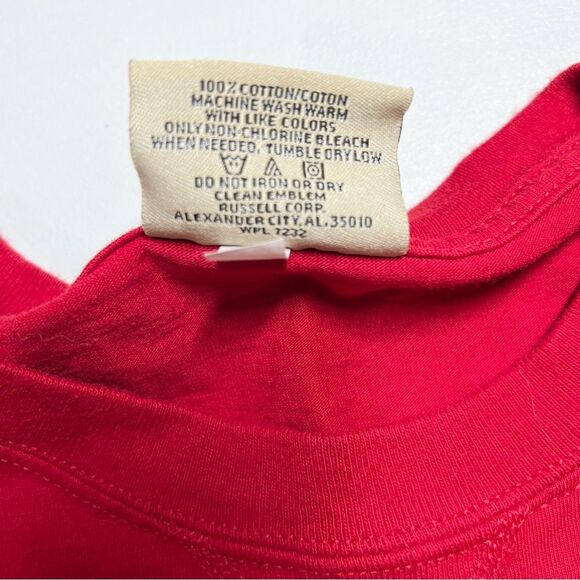 100% COTTON/COTON
MACHINE WASH WARM
WITH LIKE COLORS
ONLY NON-CHLORINE BLEACH
WHEN NEEDED, TUMBLE DRY LOW
DO NOT IRON OR DRY
CLEAN EMBLEM
RUSSELL CORP.
ALEXANDER CITY, AL. 35010
WPL 7232